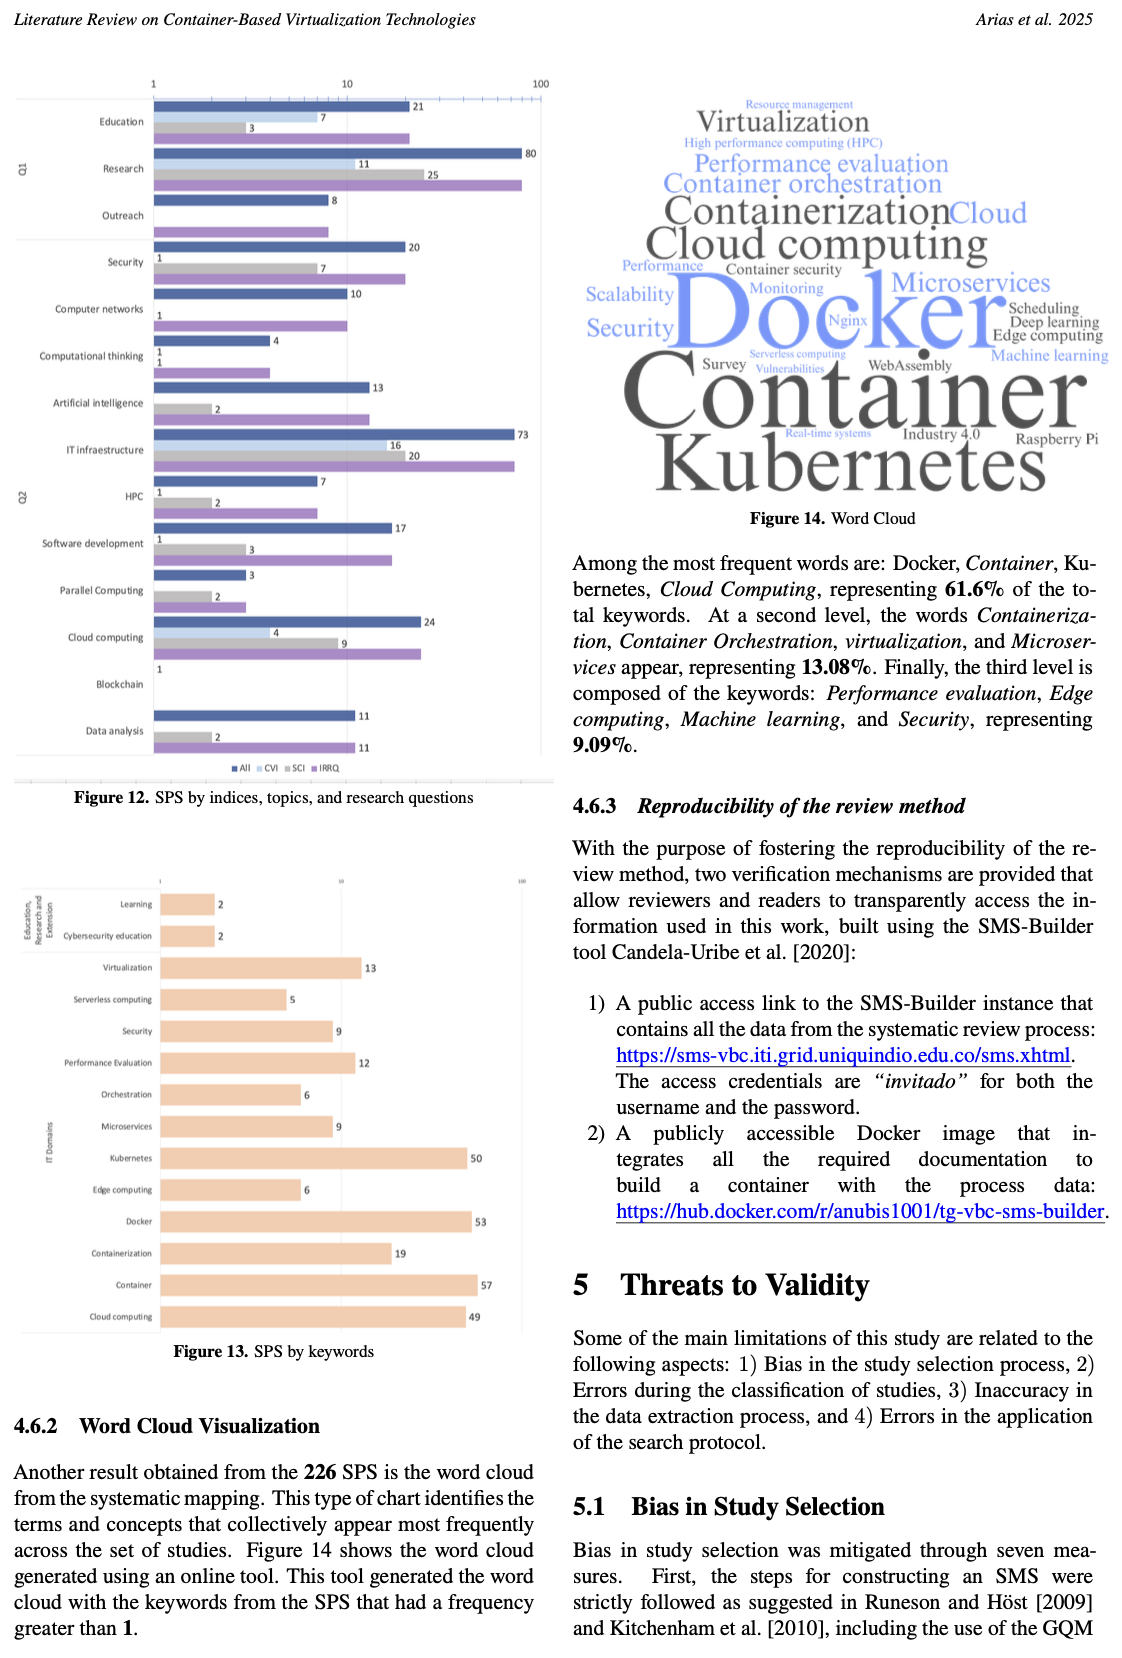 Literature Review on Container-Based Virtualization Technologies
Arias et al. 2025
1 10 100
Q1
Education 21 7 3
Research 80 11 25
Outreach 8
Q2
Security 20 1 7
Computer networks 10 1
Computational thinking 4 1 1
Artificial intelligence 13 2
IT infraestructure 73 16 20
HPC 7 1 2
Software development 17 1 3
Parallel Computing 3 2
Cloud computing 24 4 9
Blockchain 1
Data analysis 11 2 11
All CVI SCI IRRQ
Figure 12. SPS by indices, topics, and research questions
1 10 100
Education,
Research and
Extension
Learning 2
Cybersecurity education 2
IT Domains
Virtualization 13
Serverless computing 5
Security 9
Performance Evaluation 12
Orchestration 6
Microservices 9
Kubernetes 50
Edge computing 6
Docker 53
Containerization 19
Container 57
Cloud computing 49
Figure 13. SPS by keywords
4.6.2 Word Cloud Visualization
Another result obtained from the 226 SPS is the word cloud
from the systematic mapping. This type of chart identifies the
terms and concepts that collectively appear most frequently
across the set of studies. Figure 14 shows the word cloud
generated using an online tool. This tool generated the word
cloud with the keywords from the SPS that had a frequency
greater than 1.
Resource management
Virtualization
High performance computing (HPC)
Performance evaluation
Container orchestration
Containerization Cloud
Cloud computing
Performance Container security
Scalability Monitoring Microservices
Security Docker Nginx
Scheduling
Deep learning
Edge computing
Serverless computing Machine learning
Survey Vulnerabilities WebAssembly
Container
Real-time systems Industry 4.0 Raspberry Pi
Kubernetes
Figure 14. Word Cloud
Among the most frequent words are: Docker, Container, Ku-
bernetes, Cloud Computing, representing 61.6% of the to-
tal keywords. At a second level, the words Containeriza-
tion, Container Orchestration, virtualization, and Microser-
vices appear, representing 13.08%. Finally, the third level is
composed of the keywords: Performance evaluation, Edge
computing, Machine learning, and Security, representing
9.09%.
4.6.3 Reproducibility of the review method
With the purpose of fostering the reproducibility of the re-
view method, two verification mechanisms are provided that
allow reviewers and readers to transparently access the in-
formation used in this work, built using the SMS-Builder
tool Candela-Uribe et al. [2020]:
1) A public access link to the SMS-Builder instance that
contains all the data from the systematic review process:
https://sms-vbc.iti.grid.uniquindio.edu.co/sms.xhtml.
The access credentials are “invitado” for both the
username and the password.
2) A publicly accessible Docker image that in-
tegrates all the required documentation to
build a container with the process data:
https://hub.docker.com/r/anubis1001/tg-vbc-sms-builder.
5 Threats to Validity
Some of the main limitations of this study are related to the
following aspects: 1) Bias in the study selection process, 2)
Errors during the classification of studies, 3) Inaccuracy in
the data extraction process, and 4) Errors in the application
of the search protocol.
5.1 Bias in Study Selection
Bias in study selection was mitigated through seven mea-
sures. First, the steps for constructing an SMS were
strictly followed as suggested in Runeson and Höst [2009]
and Kitchenham et al. [2010], including the use of the GQM